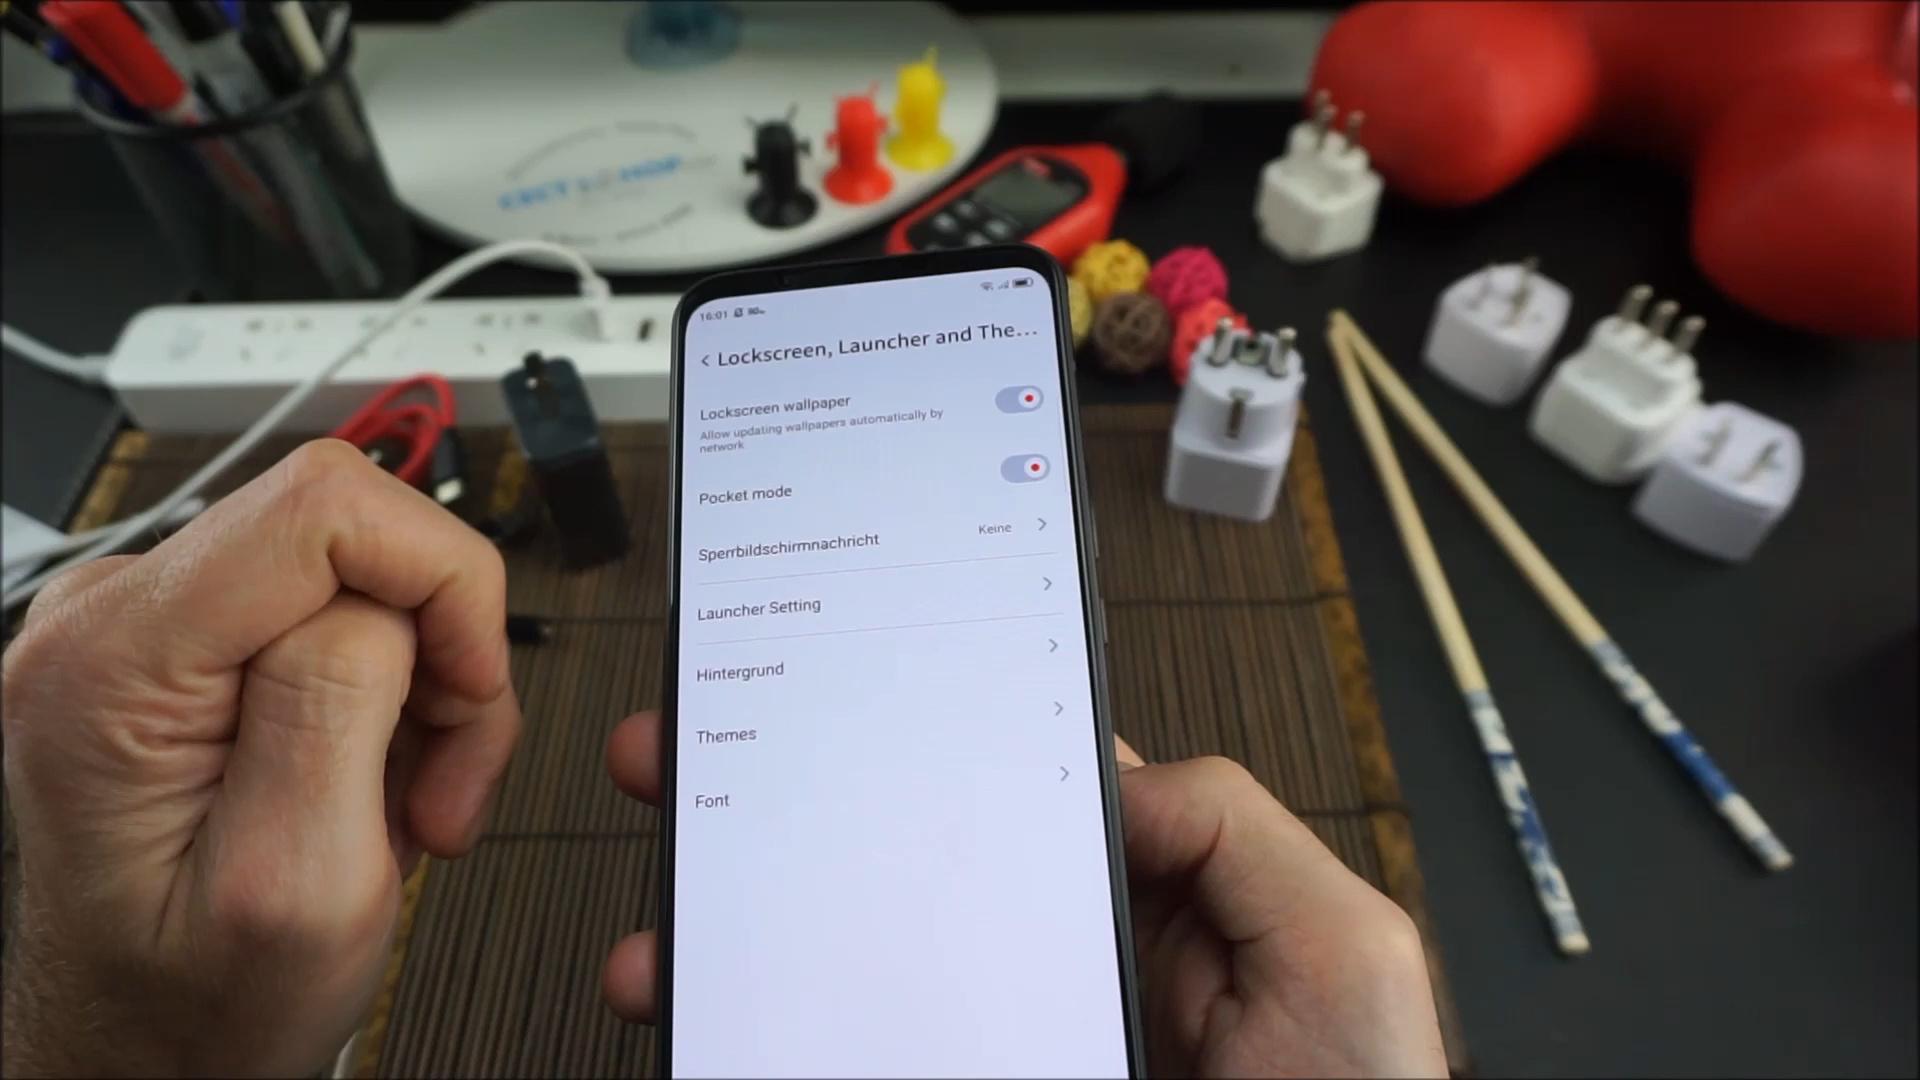 16:01
Lockscreen, Launcher and The...
Lockscreen wallpaper
Allow updating wallpapers automatically by
network
Pocket mode
Sperrbildschirmnachricht
Keine
Launcher Setting
Hintergrund
Themes
Font